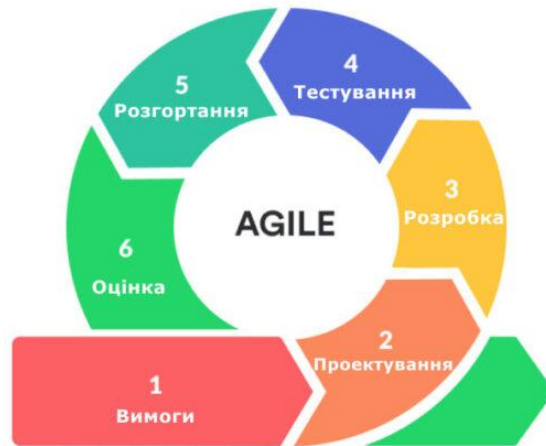 AGILE
1
Вимоги
2
Проектування
3
Розробка
4
Тестування
5
Розгортання
6
Оцінка